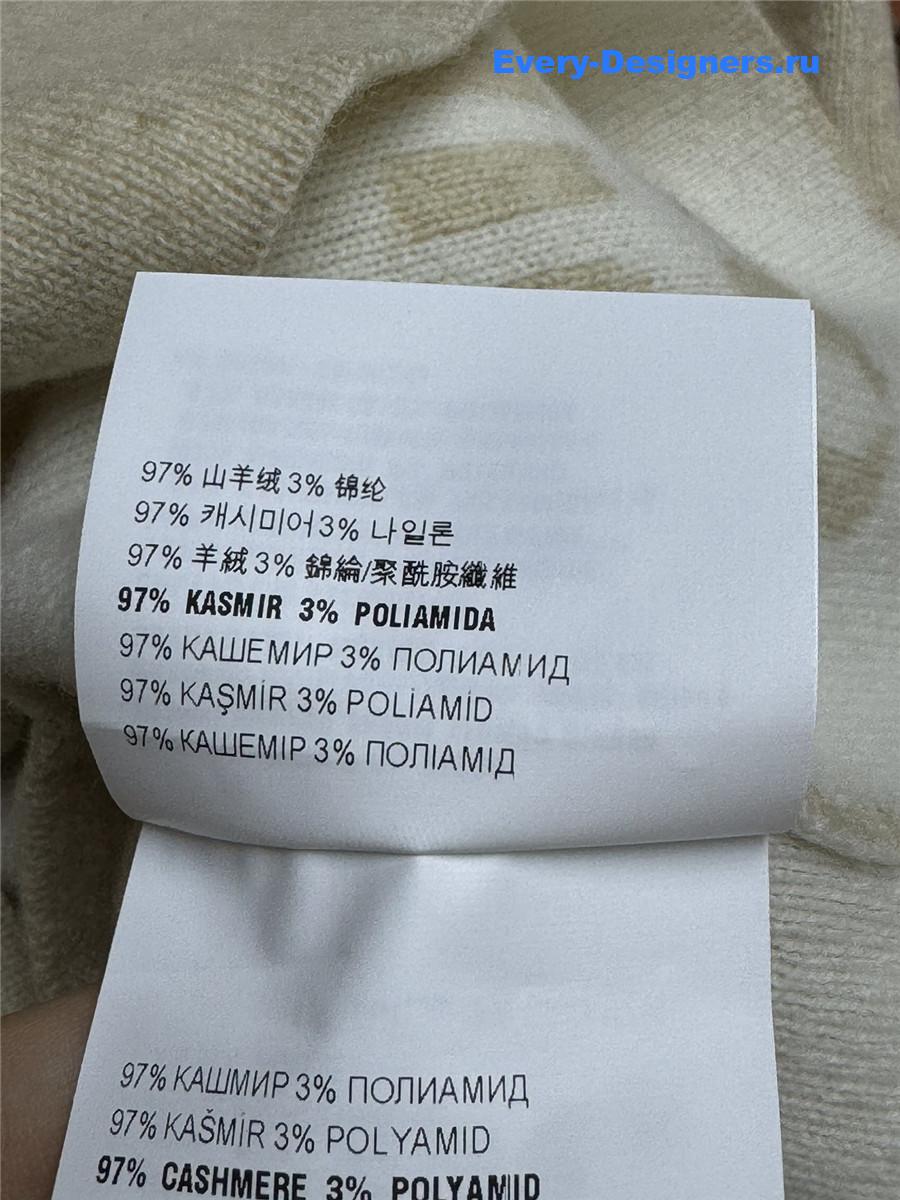 Every-Designers.ru
97% 山羊绒 3% 锦纶
97% 캐시미어 3% 나일론
97% 羊絨 3% 錦綸/聚酰胺纖維
97% KASMIR 3% POLIAMIDA
97% КАШЕМИР 3% ПОЛИАМИД
97% KAŞMİR 3% POLİAMİD
97% КАШЕМІР 3% ПОЛІАМІД
97% КАШМИР 3% ПОЛИАМИД
97% KAŠMÍR 3% POLYAMID
97% CASHMERE 3% POLYAMID